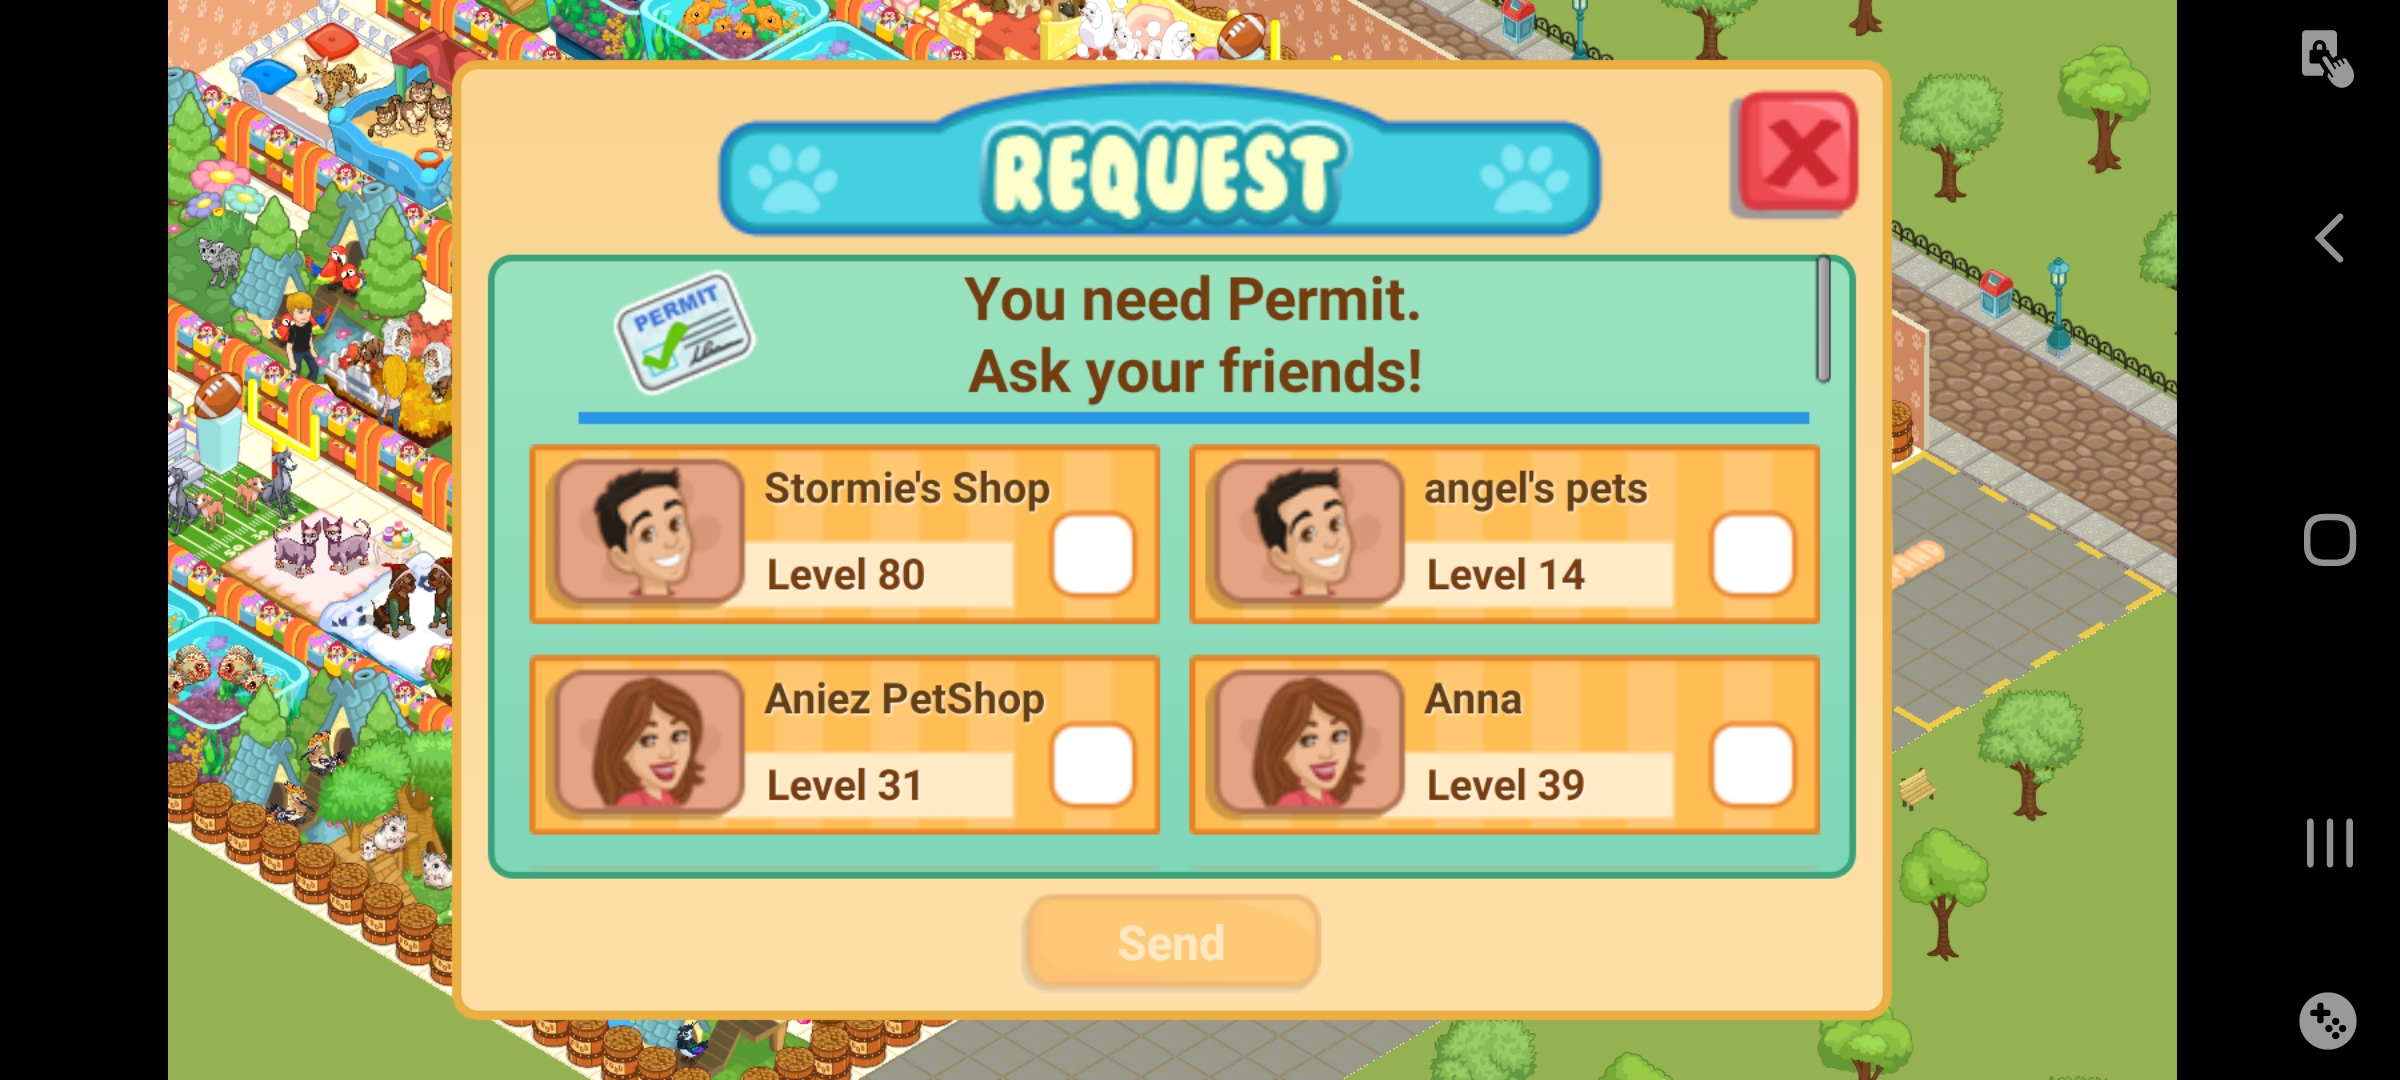 REQUEST
PERMIT
You need Permit.
Ask your friends!
Stormie's Shop
Level 80
angel's pets
Level 14
Aniez PetShop
Level 31
Anna
Level 39
Send